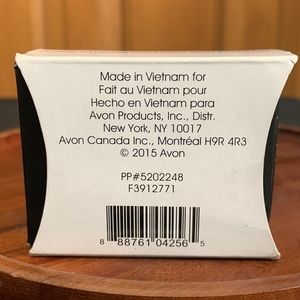 Made in Vietnam for
Fait au Vietnam pour
Hecho en Vietnam para
Avon Products, Inc., Distr.
New York, NY 10017
Avon Canada Inc., Montréal H9R 4R3
© 2015 Avon
PP#5202248
F3912771
8 88761 04256 5